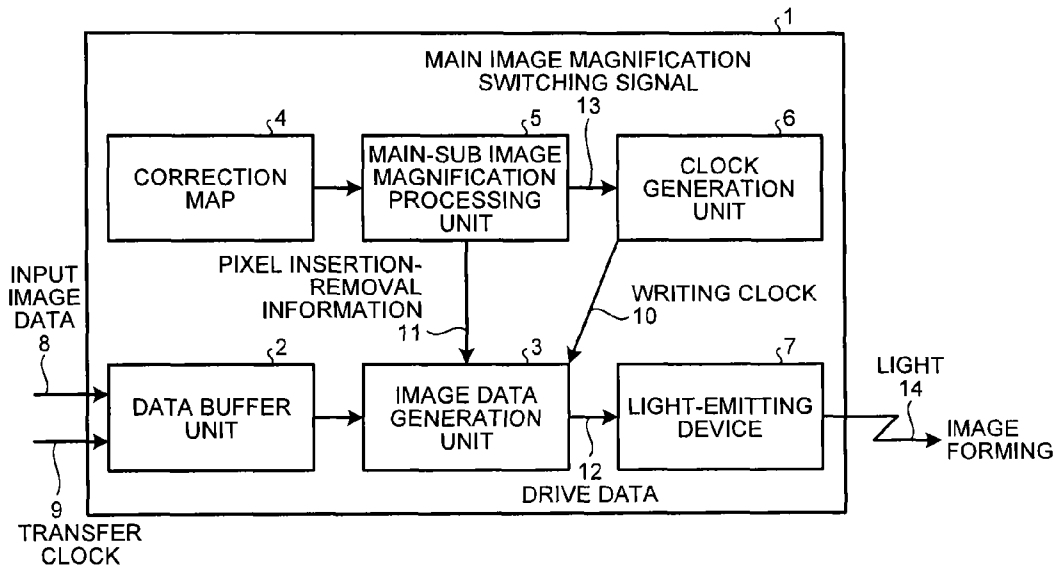 1
MAIN IMAGE MAGNIFICATION
SWITCHING SIGNAL
13
4
5
6
CORRECTION
MAP
MAIN-SUB IMAGE
MAGNIFICATION
PROCESSING
UNIT
CLOCK
GENERATION
UNIT
PIXEL INSERTION-
REMOVAL
INFORMATION
11
WRITING CLOCK
10
INPUT
IMAGE
DATA
8
2
3
7
DATA BUFFER
UNIT
IMAGE DATA
GENERATION
UNIT
LIGHT-EMITTING
DEVICE
LIGHT
14
IMAGE
FORMING
12
DRIVE DATA
9
TRANSFER
CLOCK